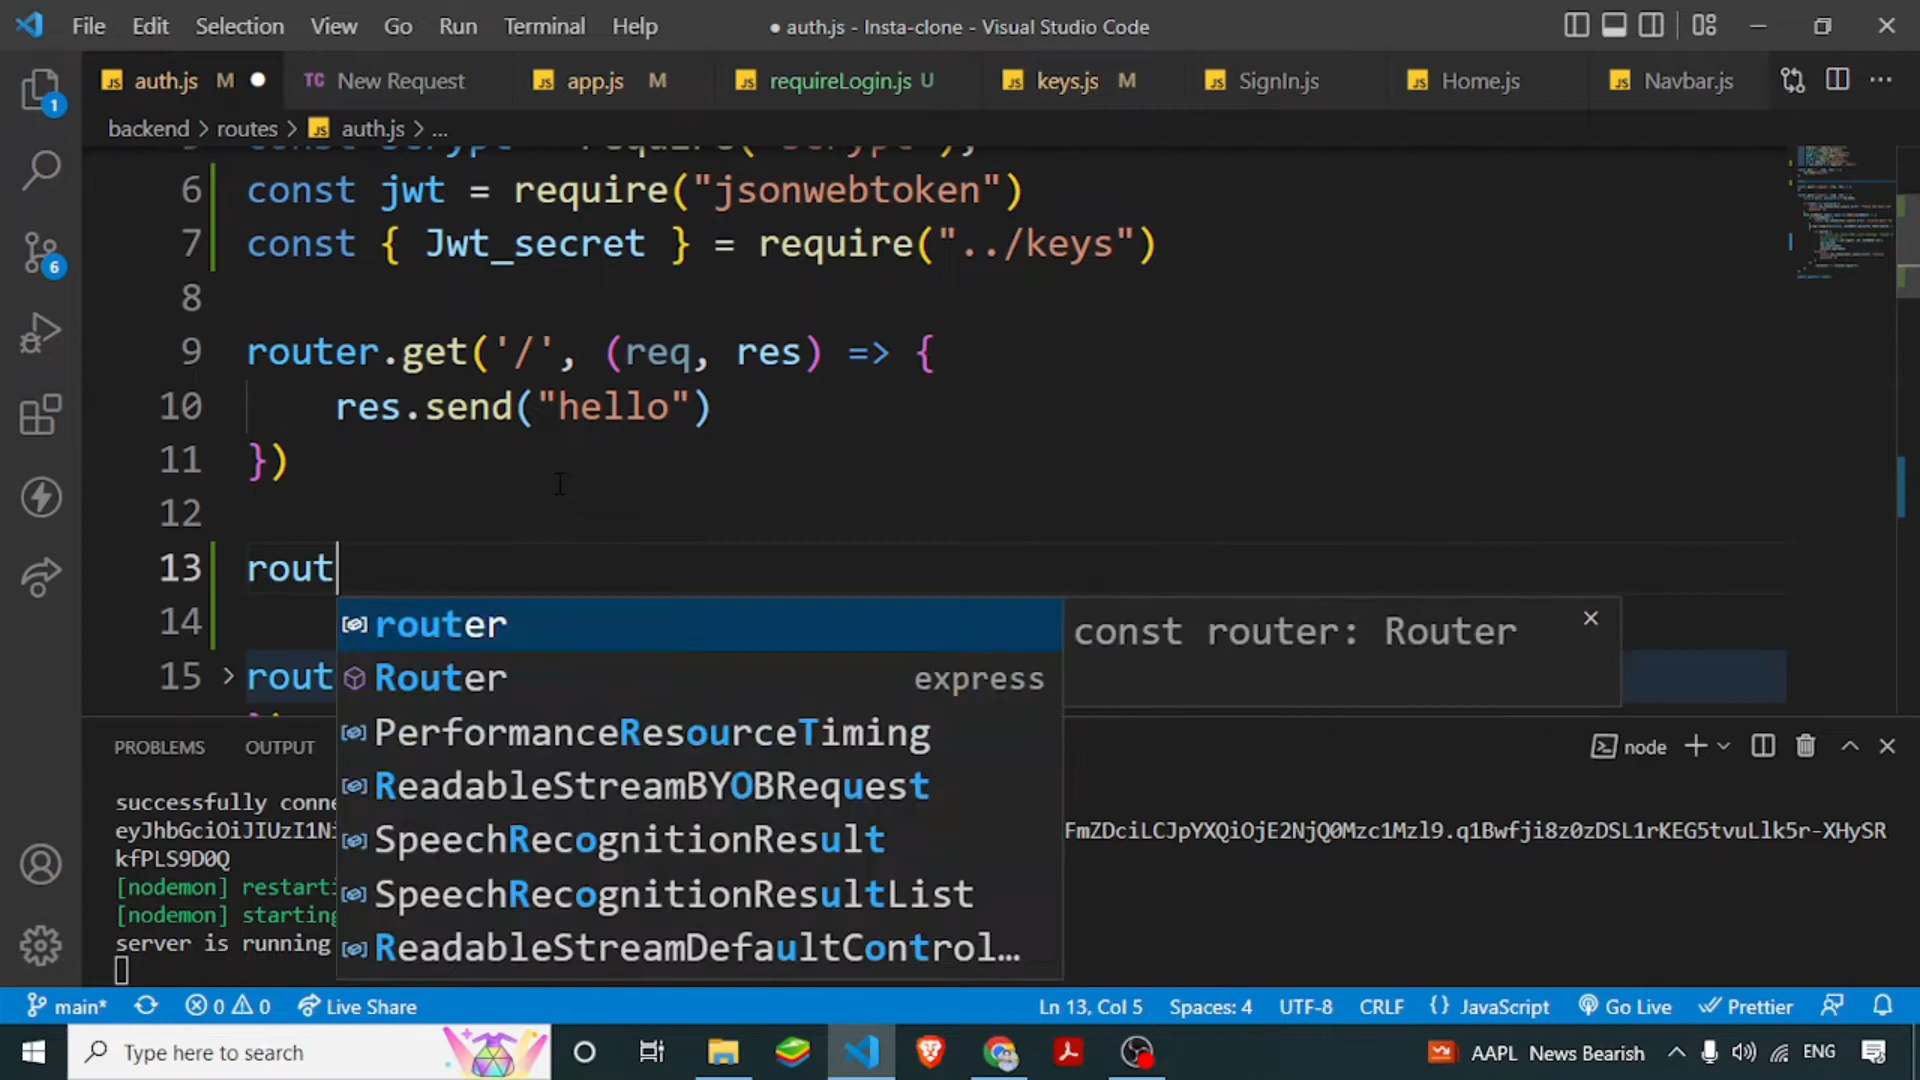 File Edit Selection View Go Run Terminal Help
● auth.js - Insta-clone - Visual Studio Code
auth.js M
TC New Request
app.js M
requireLogin.js U
keys.js M
SignIn.js
Home.js
Navbar.js
backend > routes > JS auth.js > ...
6 const jwt = require("jsonwebtoken")
7 const { Jwt_secret } = require("../keys")
8
9 router.get('/', (req, res) => {
10 res.send("hello")
11 })
12
13 rout
14
15 > rout
router
const router: Router
Router express
PerformanceResourceTiming
ReadableStreamBYOBRequest
SpeechRecognitionResult
SpeechRecognitionResultList
ReadableStreamDefaultControl…
PROBLEMS OUTPUT
node
successfully conne
FmZDciLCJpYXQiOjE2NjQ0Mzc1Mzl9.q1Bwfji8z0zDSL1rKEG5tvuLlk5r-XHySR
kfPLS9D0Q
[nodemon] restarti
[nodemon] starting
server is running
main* 0 0 Live Share
Ln 13, Col 5 Spaces: 4 UTF-8 CRLF {} JavaScript Go Live Prettier
Type here to search
AAPL News Bearish
ENG
1
6